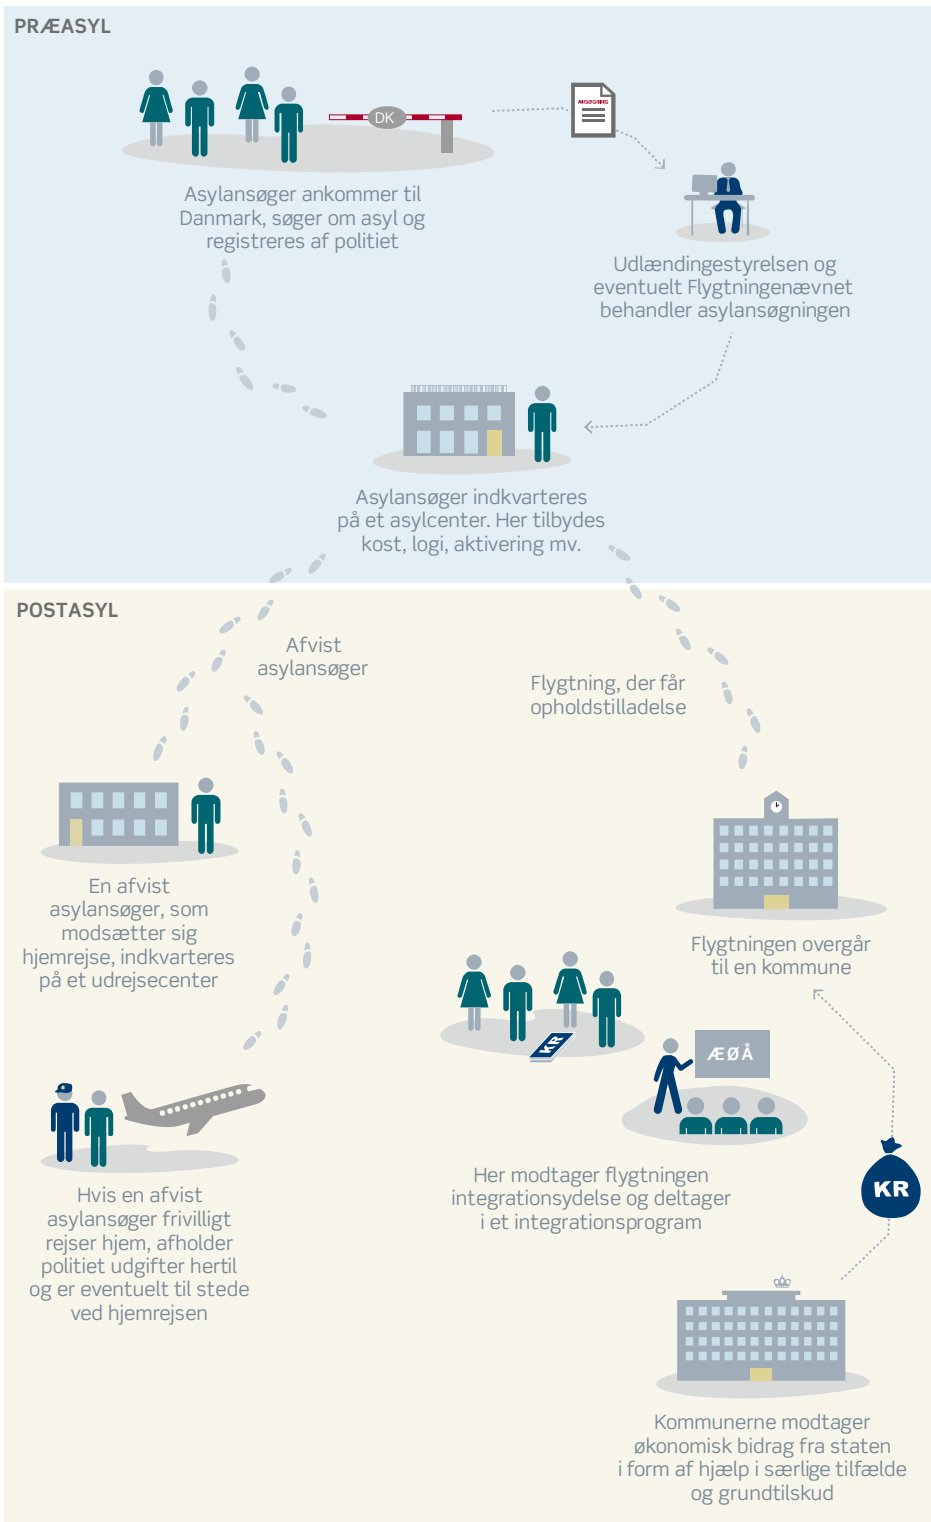 PRÆASYL
DK
ANSØGNING
Asylansøger ankommer til
Danmark, søger om asyl og
registreres af politiet
Udlændingestyrelsen og
eventuelt Flygtningenævnet
behandler asylansøgningen
Asylansøger indkvarteres
på et asylcenter. Her tilbydes
kost, logi, aktivering mv.
POSTASYL
Afvist
asylansøger
Flygtning, der får
opholdstilladelse
En afvist
asylansøger, som
modsætter sig
hjemrejse, indkvarteres
på et udrejsecenter
Flygtningen overgår
til en kommune
KR
ÆØÅ
Her modtager flygtningen
integrationsydelse og deltager
i et integrationsprogram
KR
Hvis en afvist
asylansøger frivilligt
rejser hjem, afholder
politiet udgifter hertil
og er eventuelt til stede
ved hjemrejsen
Kommunerne modtager
økonomisk bidrag fra staten
i form af hjælp i særlige tilfælde
og grundtilskud